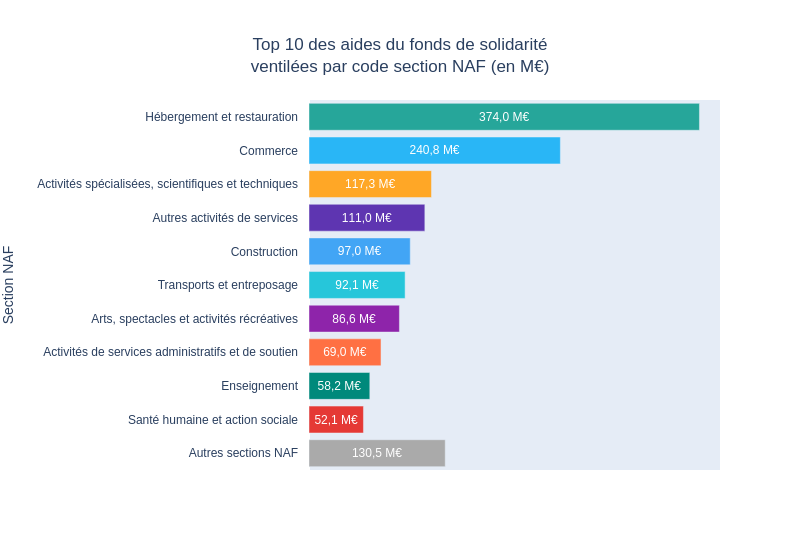 Top 10 des aides du fonds de solidarité
ventilées par code section NAF (en M€)
Section NAF
Hébergement et restauration 374,0 M€
Commerce 240,8 M€
Activités spécialisées, scientifiques et techniques 117,3 M€
Autres activités de services 111,0 M€
Construction 97,0 M€
Transports et entreposage 92,1 M€
Arts, spectacles et activités récréatives 86,6 M€
Activités de services administratifs et de soutien 69,0 M€
Enseignement 58,2 M€
Santé humaine et action sociale 52,1 M€
Autres sections NAF 130,5 M€